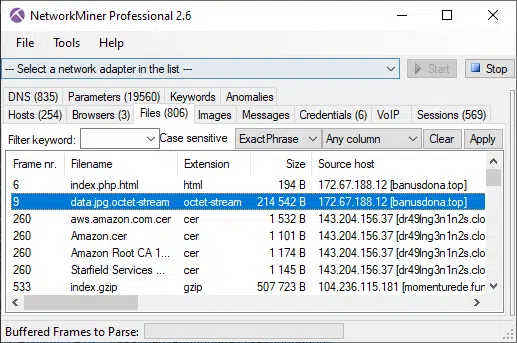 NetworkMiner Professional 2.6
File Tools Help
--- Select a network adapter in the list --- Start Stop
DNS (835) Parameters (19560) Keywords Anomalies
Hosts (254) Browsers (3) Files (806) Images Messages Credentials (6) VoIP Sessions (569)
Filter keyword: Case sensitive ExactPhrase Any column Clear Apply
Frame nr. Filename Extension Size Source host
6 index.php.html html 194 B 172.67.188.12 [banusdona.top]
9 data.jpg.octet-stream octet-stream 214 542 B 172.67.188.12 [banusdona.top]
260 aws.amazon.com.cer cer 1 532 B 143.204.156.37 [dr49lng3n1n2s.clo
260 Amazon.cer cer 1 101 B 143.204.156.37 [dr49lng3n1n2s.clo
260 Amazon Root CA 1... cer 1 174 B 143.204.156.37 [dr49lng3n1n2s.clo
260 Starfield Services ... cer 1 145 B 143.204.156.37 [dr49lng3n1n2s.clo
533 index.gzip gzip 507 723 B 104.236.115.181 [momenturede.fun
Buffered Frames to Parse: